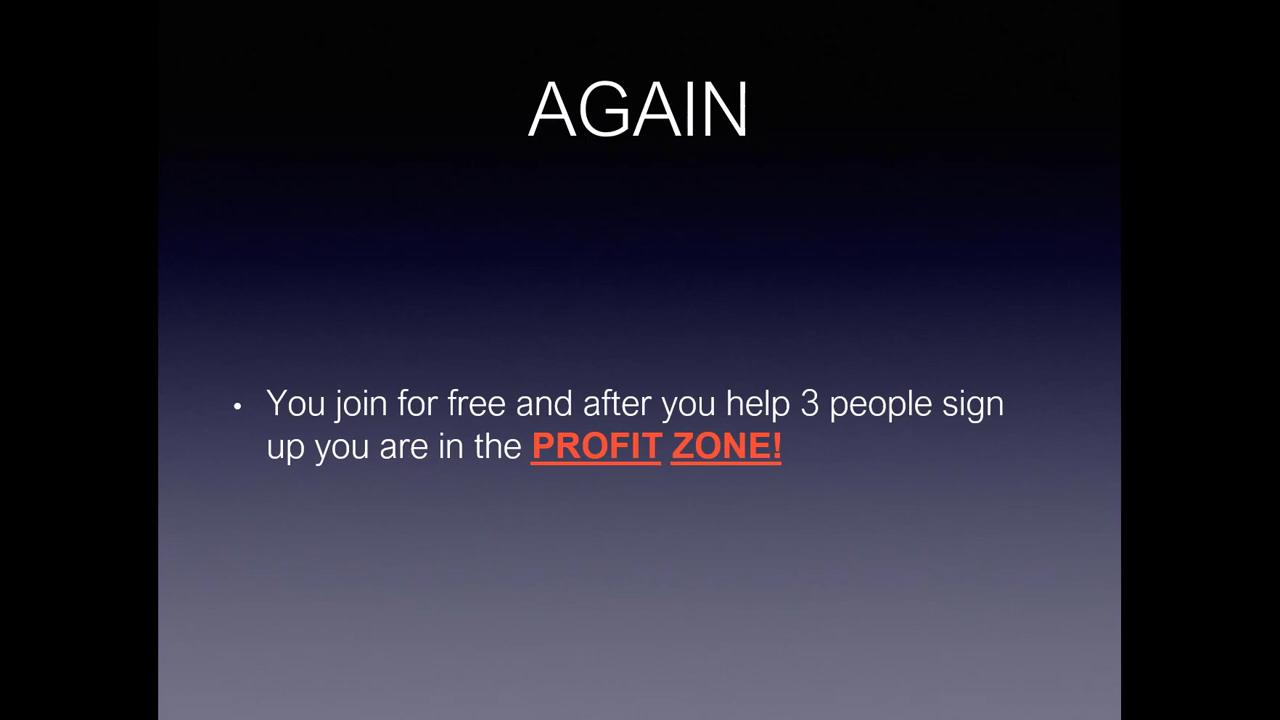 AGAIN
• You join for free and after you help 3 people sign
up you are in the PROFIT ZONE!